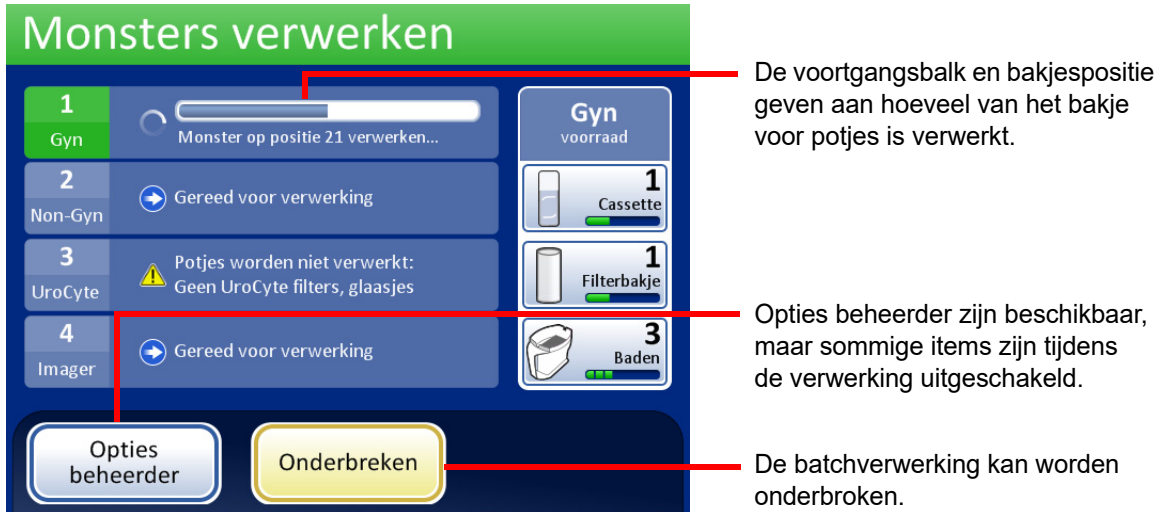 Monsters verwerken
1
Gyn
Monster op positie 21 verwerken...
2
Non-Gyn
Gereed voor verwerking
3
UroCyte
Potjes worden niet verwerkt:
Geen UroCyte filters, glaasjes
4
Imager
Gereed voor verwerking
Gyn
voorraad
1
Cassette
1
Filterbakje
3
Baden
Opties
beheerder
Onderbreken
De voortgangsbalk en bakjespositie
geven aan hoeveel van het bakje
voor potjes is verwerkt.
Opties beheerder zijn beschikbaar,
maar sommige items zijn tijdens
de verwerking uitgeschakeld.
De batchverwerking kan worden
onderbroken.